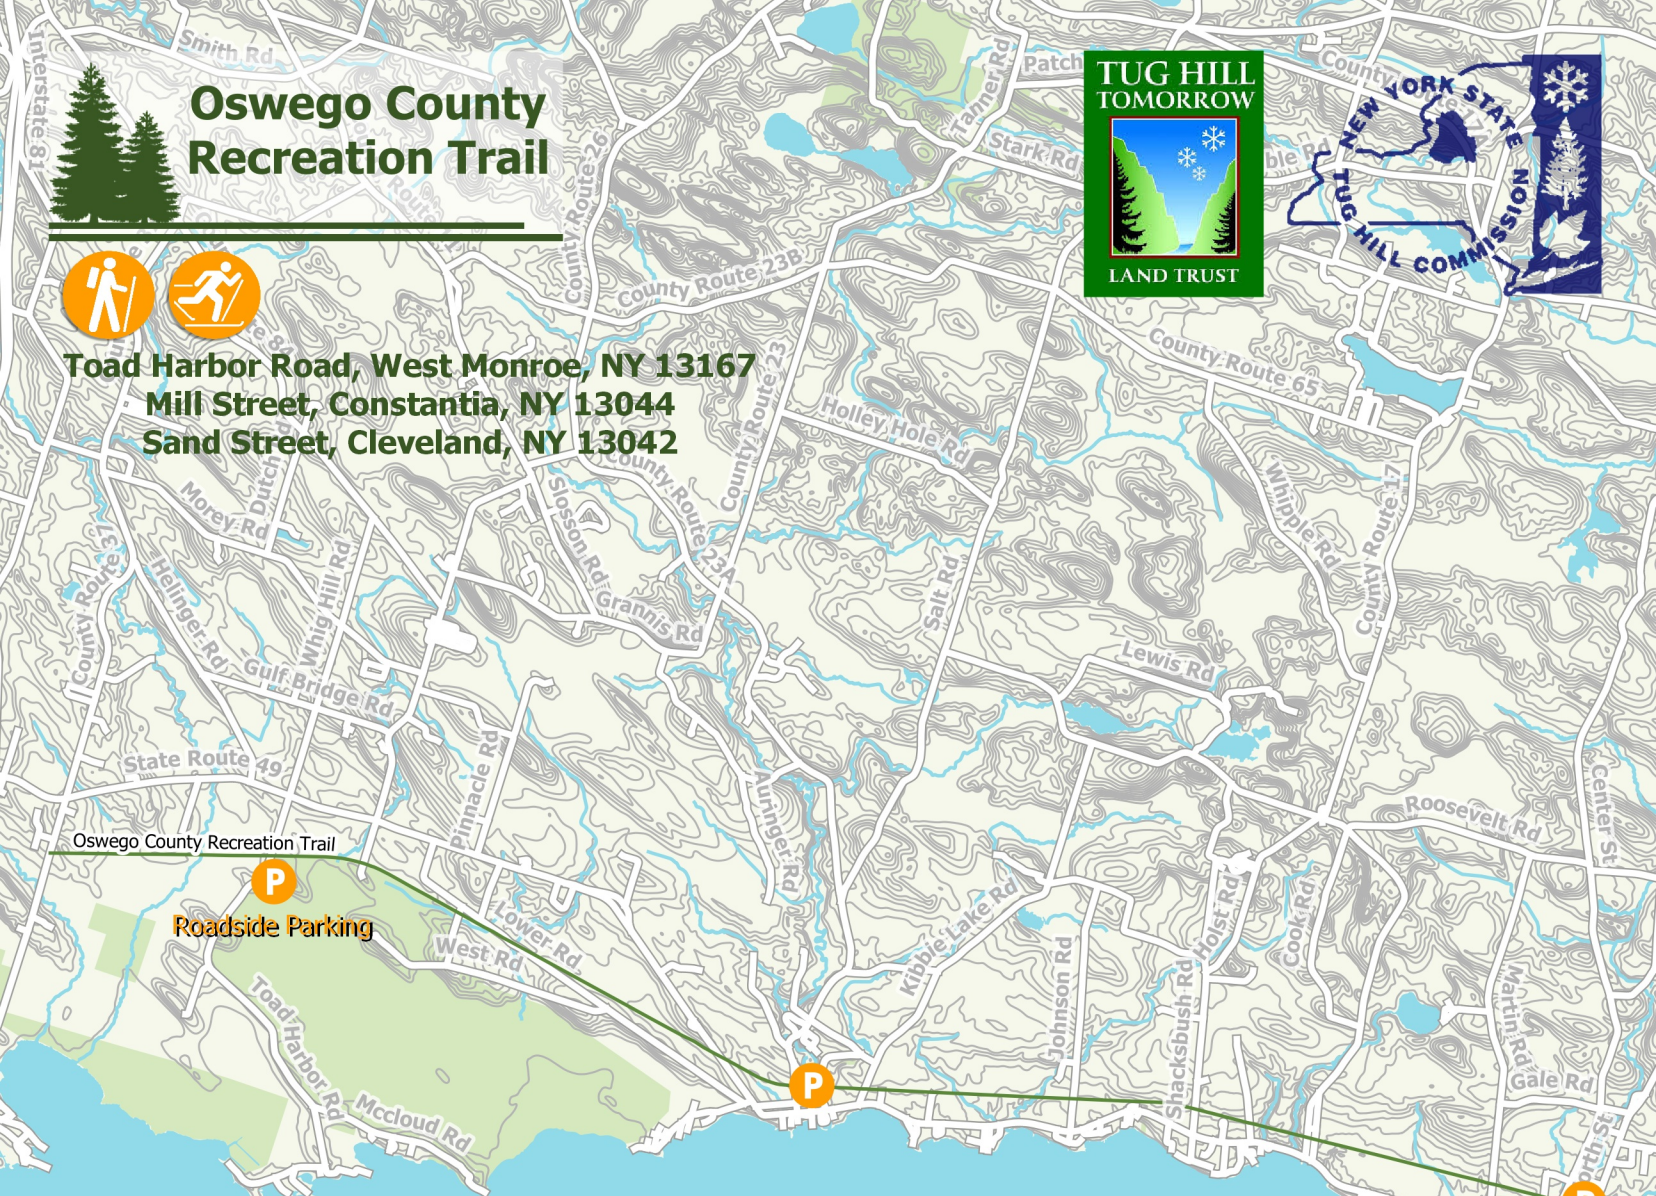 Smith Rd
Interstate 81
Oswego County
Recreation Trail
County Route 26
Tanner Rd
Patch
Stark Rd
TUG HILL
TOMORROW
LAND TRUST
County
NEW YORK STATE
TUG HILL COMMISSION
ble Rd
County Route 23B
County Route 65
Toad Harbor Road, West Monroe, NY 13167
Mill Street, Constantia, NY 13044
Sand Street, Cleveland, NY 13042
Dutch
County Route 23
Holley Hole Rd
County Route 23A
Morey Rd
Slosson Rd
Whipple Rd
County Route 17
County Route 37
Helinger Rd
Whig Hill Rd
Grannis Rd
Salt Rd
Gulf Bridge Rd
Lewis Rd
State Route 49
Pinnacle Rd
Auringer Rd
Roosevelt Rd
Center St
Oswego County Recreation Trail
P
Roadside Parking
Lower Rd
West Rd
Kibbie Lake Rd
Johnson Rd
Holst Rd
Cook Rd
Shacksbush Rd
Martin Rd
Toad Harbor Rd
P
Gale Rd
Mccloud Rd
orth St